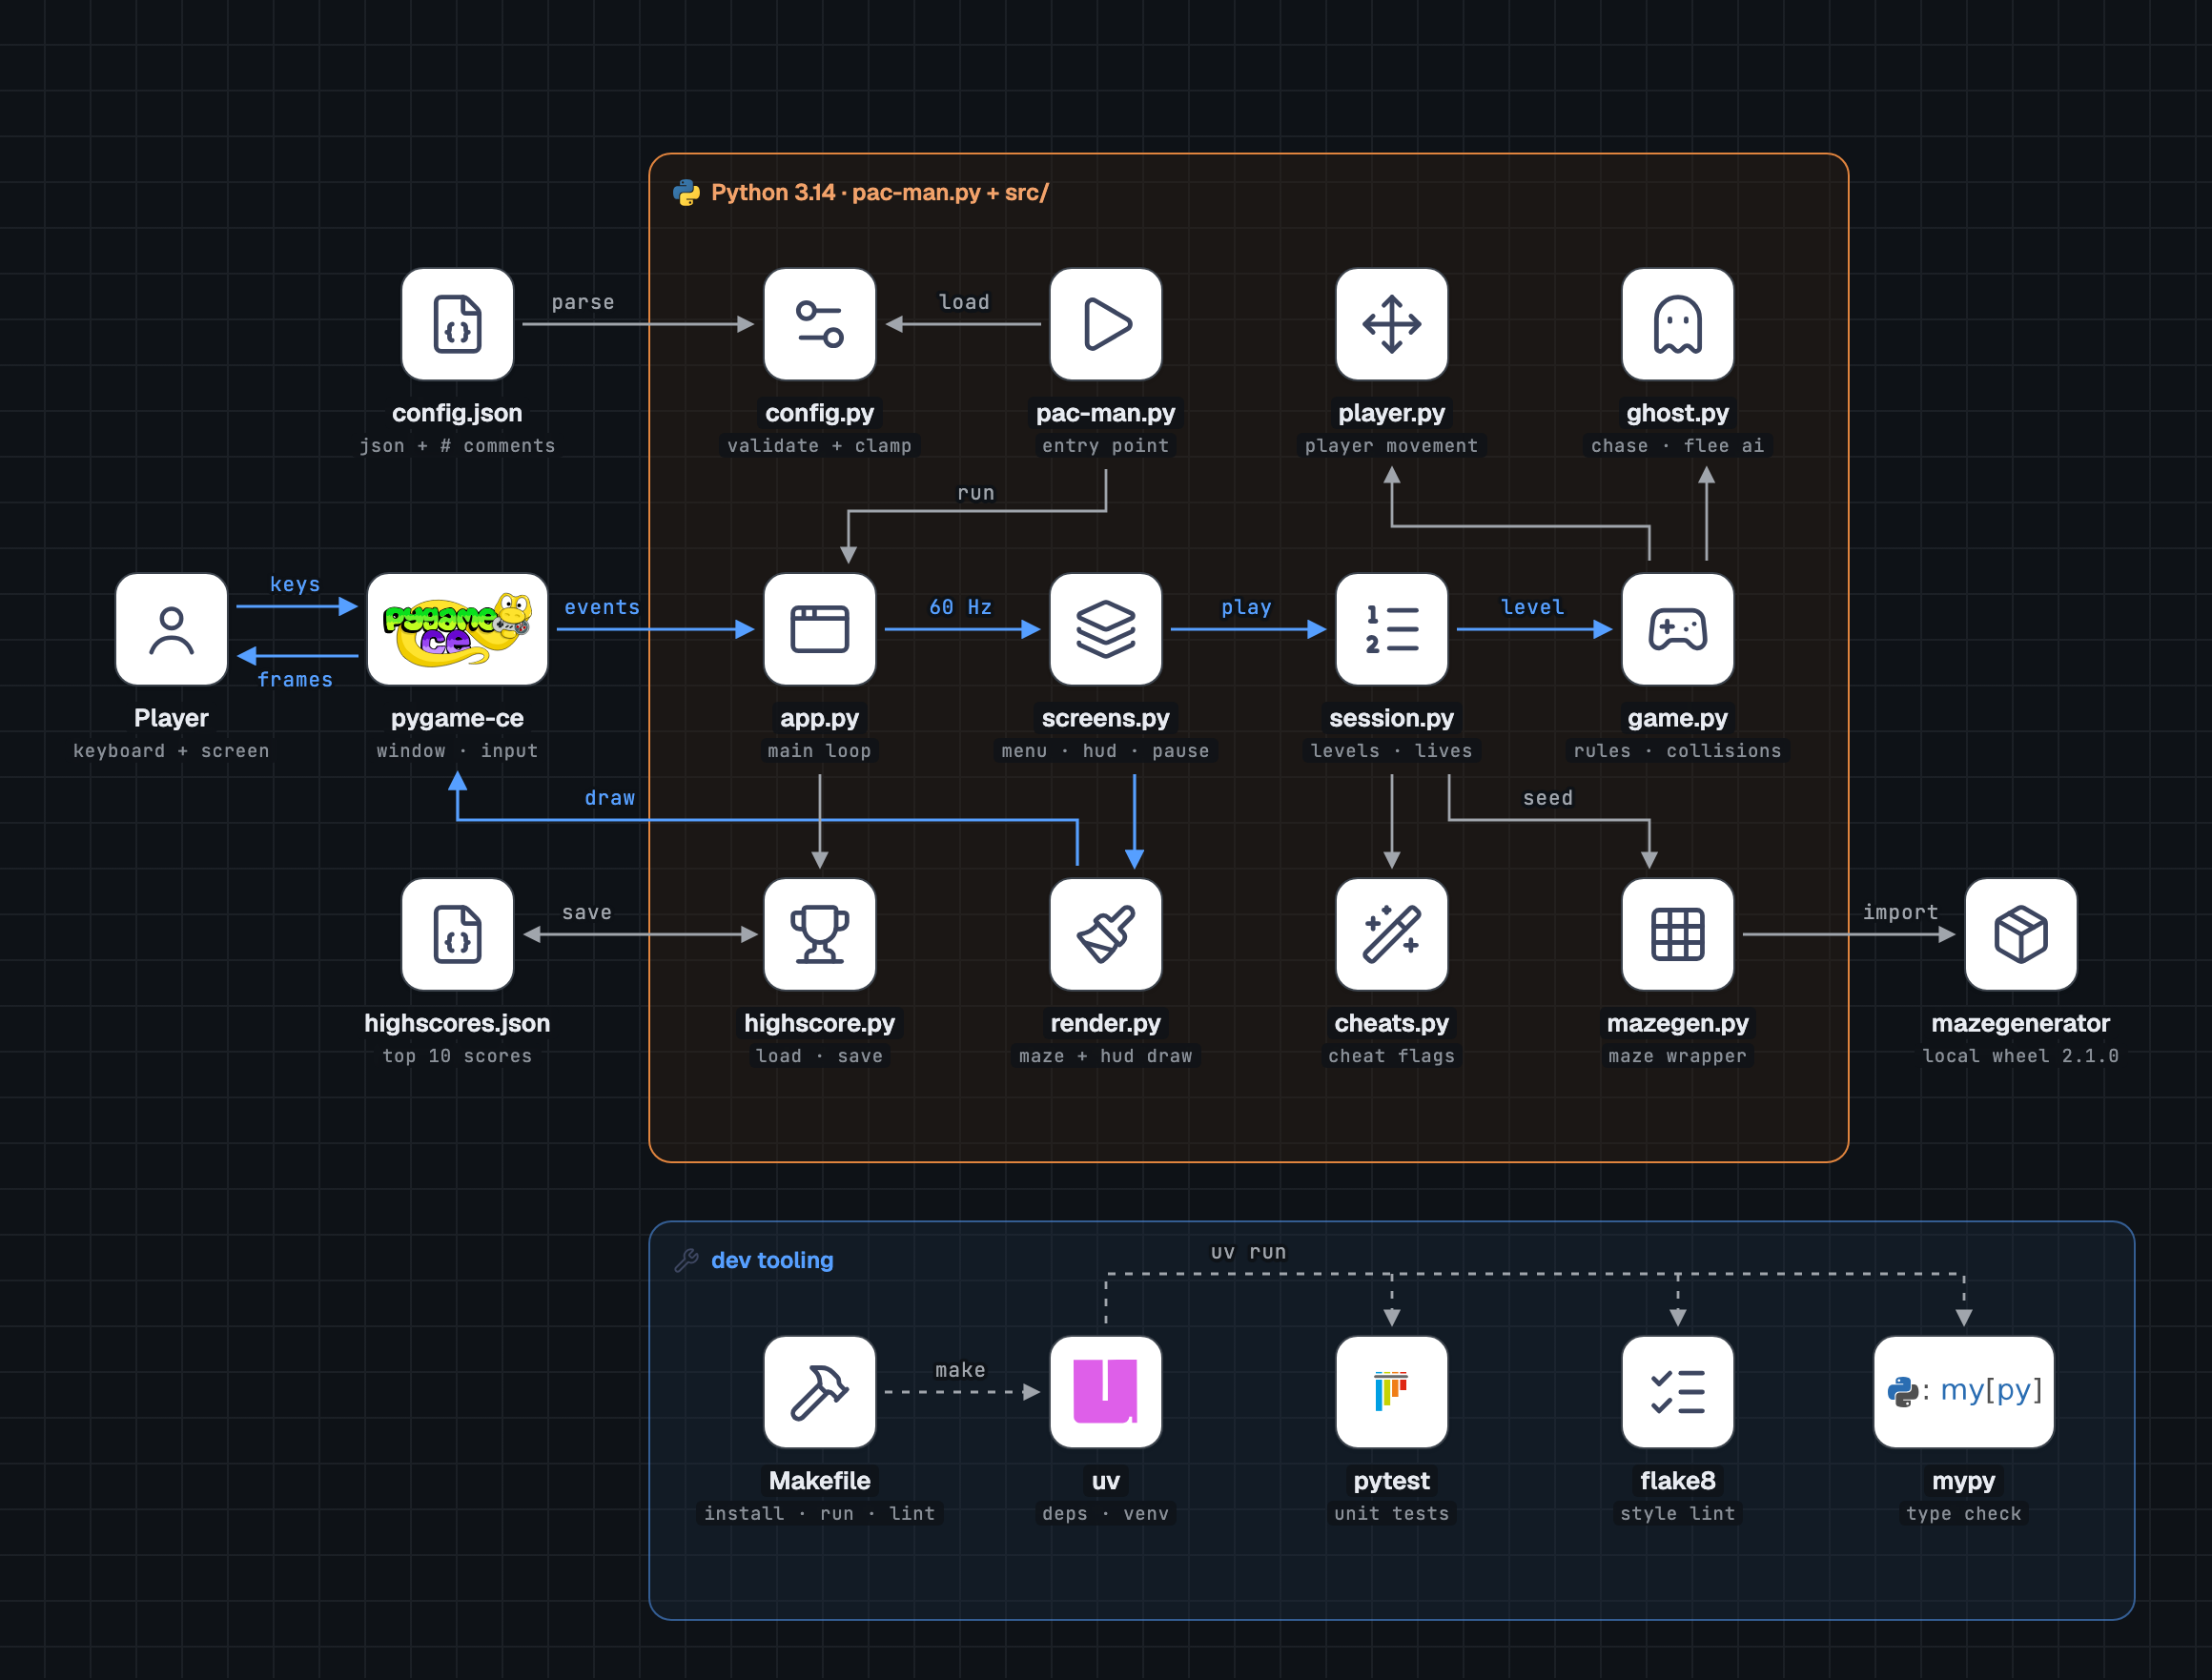 Python 3.14 · pac-man.py + src/
parse
load
config.json
json + # comments
config.py
validate + clamp
pac-man.py
entry point
player.py
player movement
ghost.py
chase · flee ai
run
keys
frames
events
60 Hz
play
level
pygame
ce
1
2
Player
keyboard + screen
pygame-ce
window · input
app.py
main loop
screens.py
menu · hud · pause
session.py
levels · lives
game.py
rules · collisions
draw
seed
save
import
highscores.json
top 10 scores
highscore.py
load · save
render.py
maze + hud draw
cheats.py
cheat flags
mazegen.py
maze wrapper
mazegenerator
local wheel 2.1.0
dev tooling
uv run
make
: my[py]
Makefile
install · run · lint
uv
deps · venv
pytest
unit tests
flake8
style lint
mypy
type check